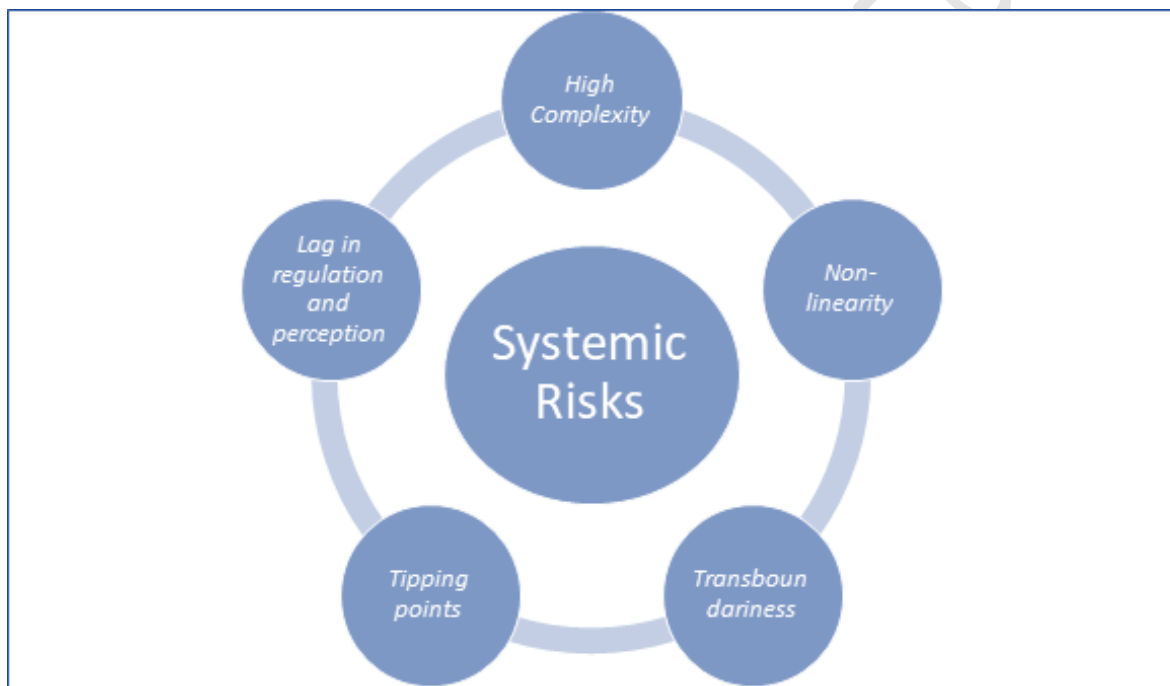 High
Complexity
Non-
linearity
Transboun
dariness
Tipping
points
Lag in
regulation
and
perception
Systemic
Risks